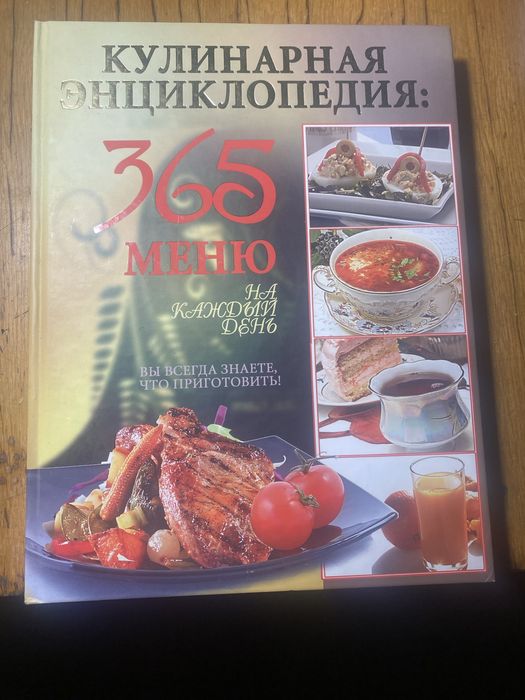 КУЛИНАРНАЯ
ЭНЦИКЛОПЕДИЯ:
365
МЕНЮ
НА
КАЖДЫЙ
ДЕНЬ
ВЫ ВСЕГДА ЗНАЕТЕ,
ЧТО ПРИГОТОВИТЬ!